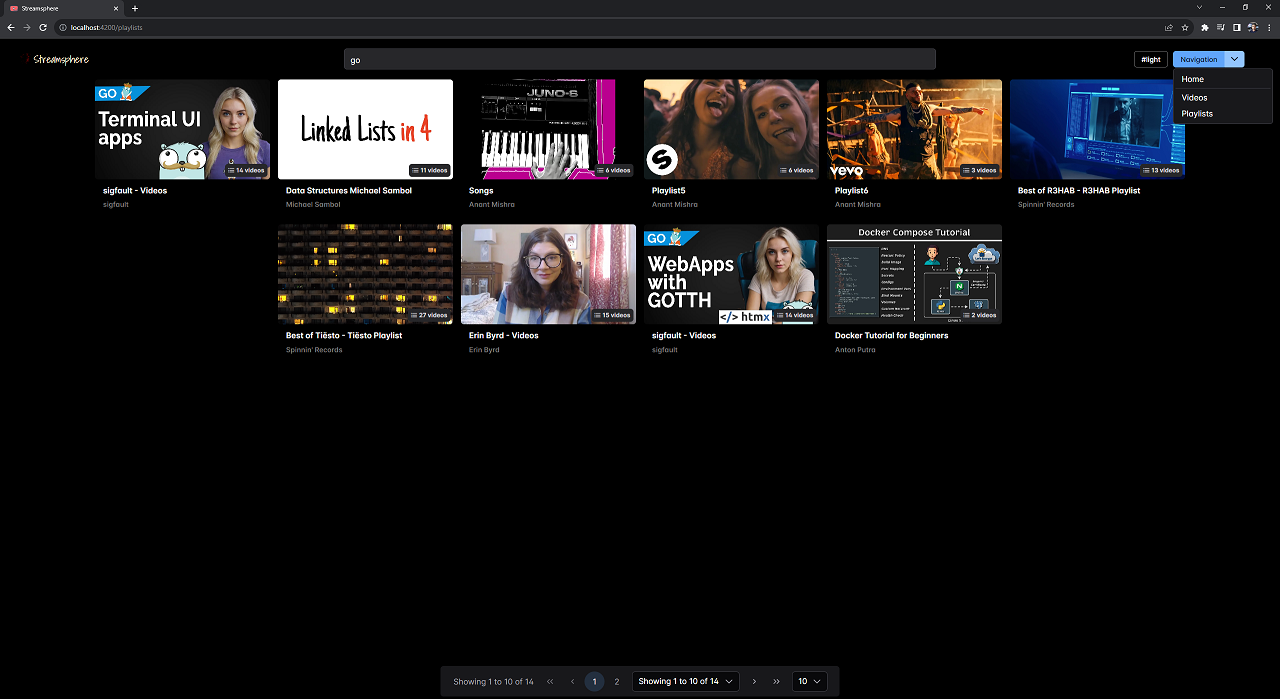 Streamsphere
localhost:4200/playlists
Streamsphere
go
#light
Navigation
Home
Videos
Playlists
GO
Terminal UI
apps
14 videos
sigfault - Videos
sigfault
Linked Lists in 4
11 videos
Data Structures Michael Sambol
Michael Sambol
JUNO-6
6 videos
Songs
Anant Mishra
6 videos
Playlist5
Anant Mishra
vevo
3 videos
Playlist6
Anant Mishra
13 videos
Best of R3HAB - R3HAB Playlist
Spinnin' Records
27 videos
Best of Tiësto - Tiësto Playlist
Spinnin' Records
15 videos
Erin Byrd - Videos
Erin Byrd
GO
WebApps
with
GOTTH
</> htmx
14 videos
sigfault - Videos
sigfault
Docker Compose Tutorial
2 videos
Docker Tutorial for Beginners
Anton Putra
Showing 1 to 10 of 14
1
2
Showing 1 to 10 of 14
10